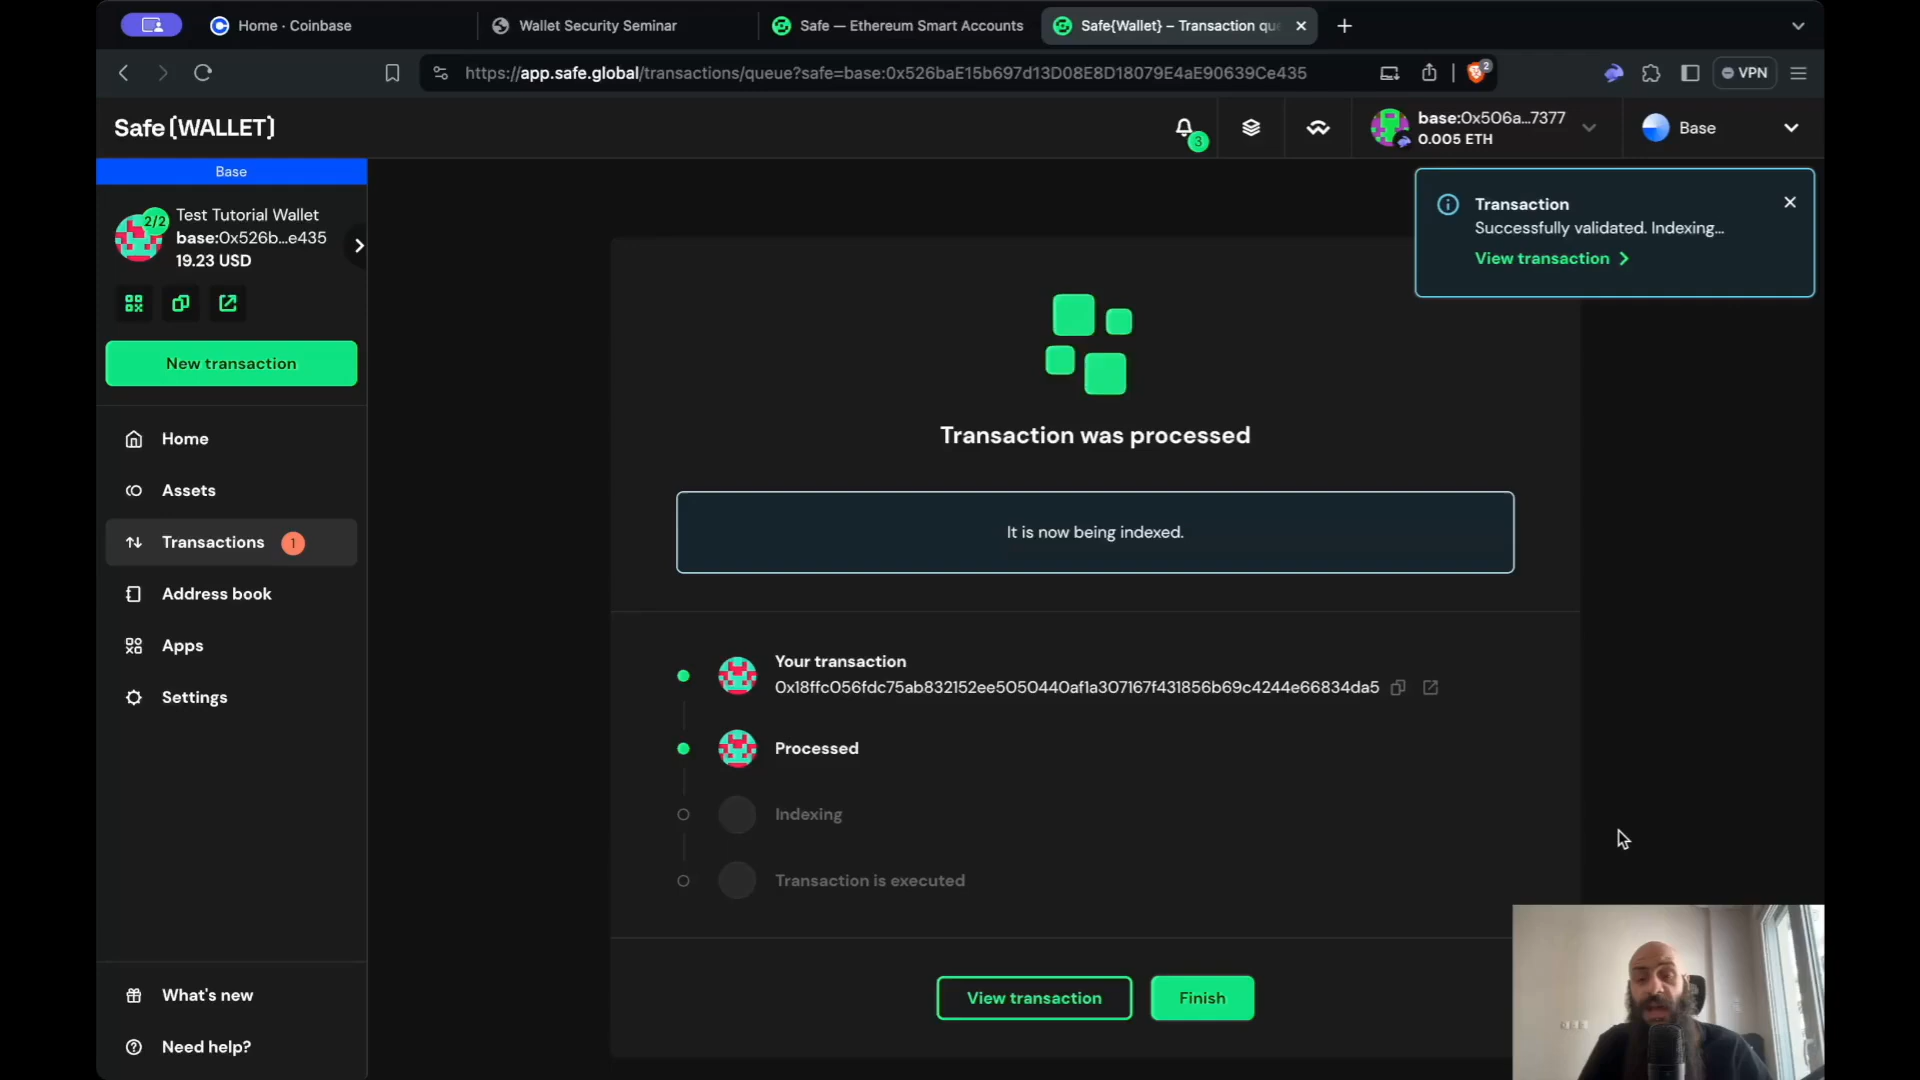 Home · Coinbase
Wallet Security Seminar
Safe — Ethereum Smart Accounts
Safe{Wallet} – Transaction que
https://app.safe.global/transactions/queue?safe=base:0x526baE15b697d13D08E8D18079E4aE90639Ce435
2
VPN
Safe{WALLET}
3
base:0x506a...7377
0.005 ETH
Base
Base
2/2
Test Tutorial Wallet
base:0x526b...e435
19.23 USD
New transaction
Home
Assets
Transactions 1
Address book
Apps
Settings
What's new
Need help?
Transaction
Successfully validated. Indexing...
View transaction
Transaction was processed
It is now being indexed.
Your transaction
0x18ffc056fdc75ab832152ee5050440af1a307167f431856b69c4244e66834da5
Processed
Indexing
Transaction is executed
View transaction
Finish